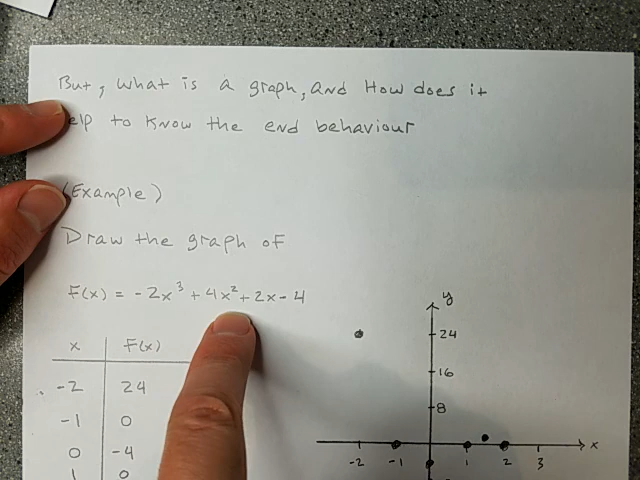 But, what is a graph, and How does it
elp to know the end behaviour
(Example)
Draw the graph of
F(x) = -2x³ + 4x² + 2x - 4
x F(x)
-2 24
-1 0
0 -4
1 0
y
24
16
8
-2 -1 1 2 3 x